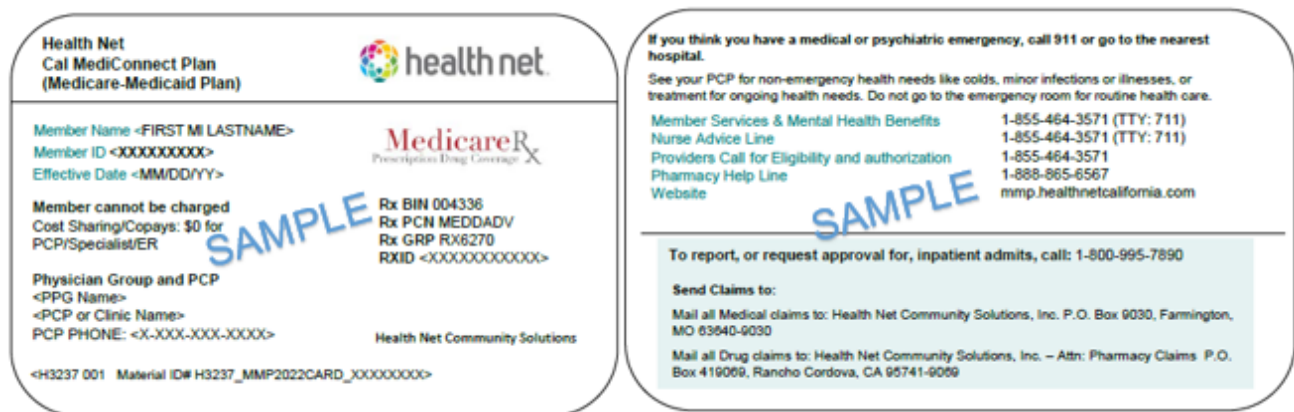 Health Net
Cal MediConnect Plan
(Medicare-Medicaid Plan)
health net.
Member Name <FIRST MI LASTNAME>
Member ID <XXXXXXXXX>
Effective Date <MM/DD/YY>
MedicareRx
Prescription Drug Coverage
Member cannot be charged
Cost Sharing/Copays: $0 for
PCP/Specialist/ER
SAMPLE
Rx BIN 004336
Rx PCN MEDDADV
Rx GRP RX6270
RXID <XXXXXXXXXXX>
Physician Group and PCP
<PPG Name>
<PCP or Clinic Name>
PCP PHONE: <X-XXX-XXX-XXXX>
Health Net Community Solutions
<H3237 001 Material ID# H3237_MMP2022CARD_XXXXXXXX>
If you think you have a medical or psychiatric emergency, call 911 or go to the nearest
hospital.
See your PCP for non-emergency health needs like colds, minor infections or illnesses, or
treatment for ongoing health needs. Do not go to the emergency room for routine health care.
Member Services & Mental Health Benefits 1-855-464-3571 (TTY: 711)
Nurse Advice Line 1-855-464-3571 (TTY: 711)
Providers Call for Eligibility and authorization 1-855-464-3571
Pharmacy Help Line 1-888-865-6567
Website mmp.healthnetcalifornia.com
SAMPLE
To report, or request approval for, inpatient admits, call: 1-800-995-7890
Send Claims to:
Mail all Medical claims to: Health Net Community Solutions, Inc. P.O. Box 9030, Farmington,
MO 63640-9030
Mail all Drug claims to: Health Net Community Solutions, Inc. – Attn: Pharmacy Claims P.O.
Box 419069, Rancho Cordova, CA 95741-9069